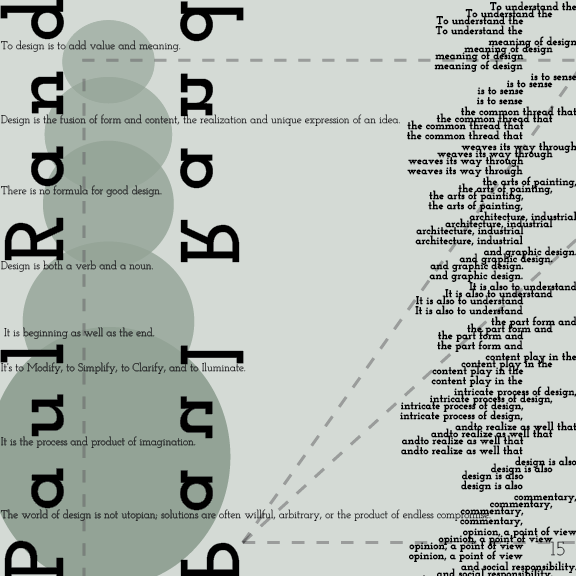 Paul Rand
Paul Rand
To design is to add value and meaning.
Design is the fusion of form and content, the realization and unique expression of an idea.
There is no formula for good design.
Design is both a verb and a noun.
It is beginning as well as the end.
It's to Modify, to Simplify, to Clarify, and to Iluminate.
It is the process and product of imagination.
The world of design is not utopian; solutions are often willful, arbitrary, or the product of endless compromise.
To understand the
To understand the
To understand the
To understand the
meaning of design
meaning of design
meaning of design
meaning of design
is to sense
is to sense
is to sense
is to sense
the common thread that
the common thread that
the common thread that
the common thread that
weaves its way through
weaves its way through
weaves its way through
weaves its way through
the arts of painting,
the arts of painting,
the arts of painting,
the arts of painting,
architecture, industrial
architecture, industrial
architecture, industrial
architecture, industrial
and graphic design.
and graphic design.
and graphic design.
and graphic design.
It is also to understand
It is also to understand
It is also to understand
It is also to understand
the part form and
the part form and
the part form and
the part form and
content play in the
content play in the
content play in the
content play in the
intricate process of design,
intricate process of design,
intricate process of design,
intricate process of design,
andto realize as well that
andto realize as well that
andto realize as well that
andto realize as well that
design is also
design is also
design is also
design is also
commentary,
commentary,
commentary,
commentary,
opinion, a point of view
opinion, a point of view
opinion, a point of view
opinion, a point of view
and social responsibility
and social responsibility
15